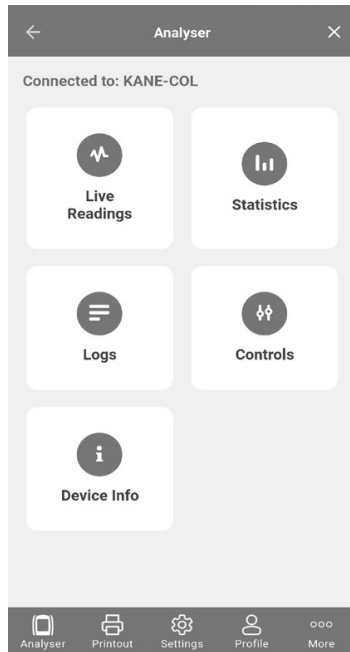 Analyser
Connected to: KANE-COL
Live
Readings
Statistics
Logs
Controls
Device Info
Analyser
Printout
Settings
Profile
More